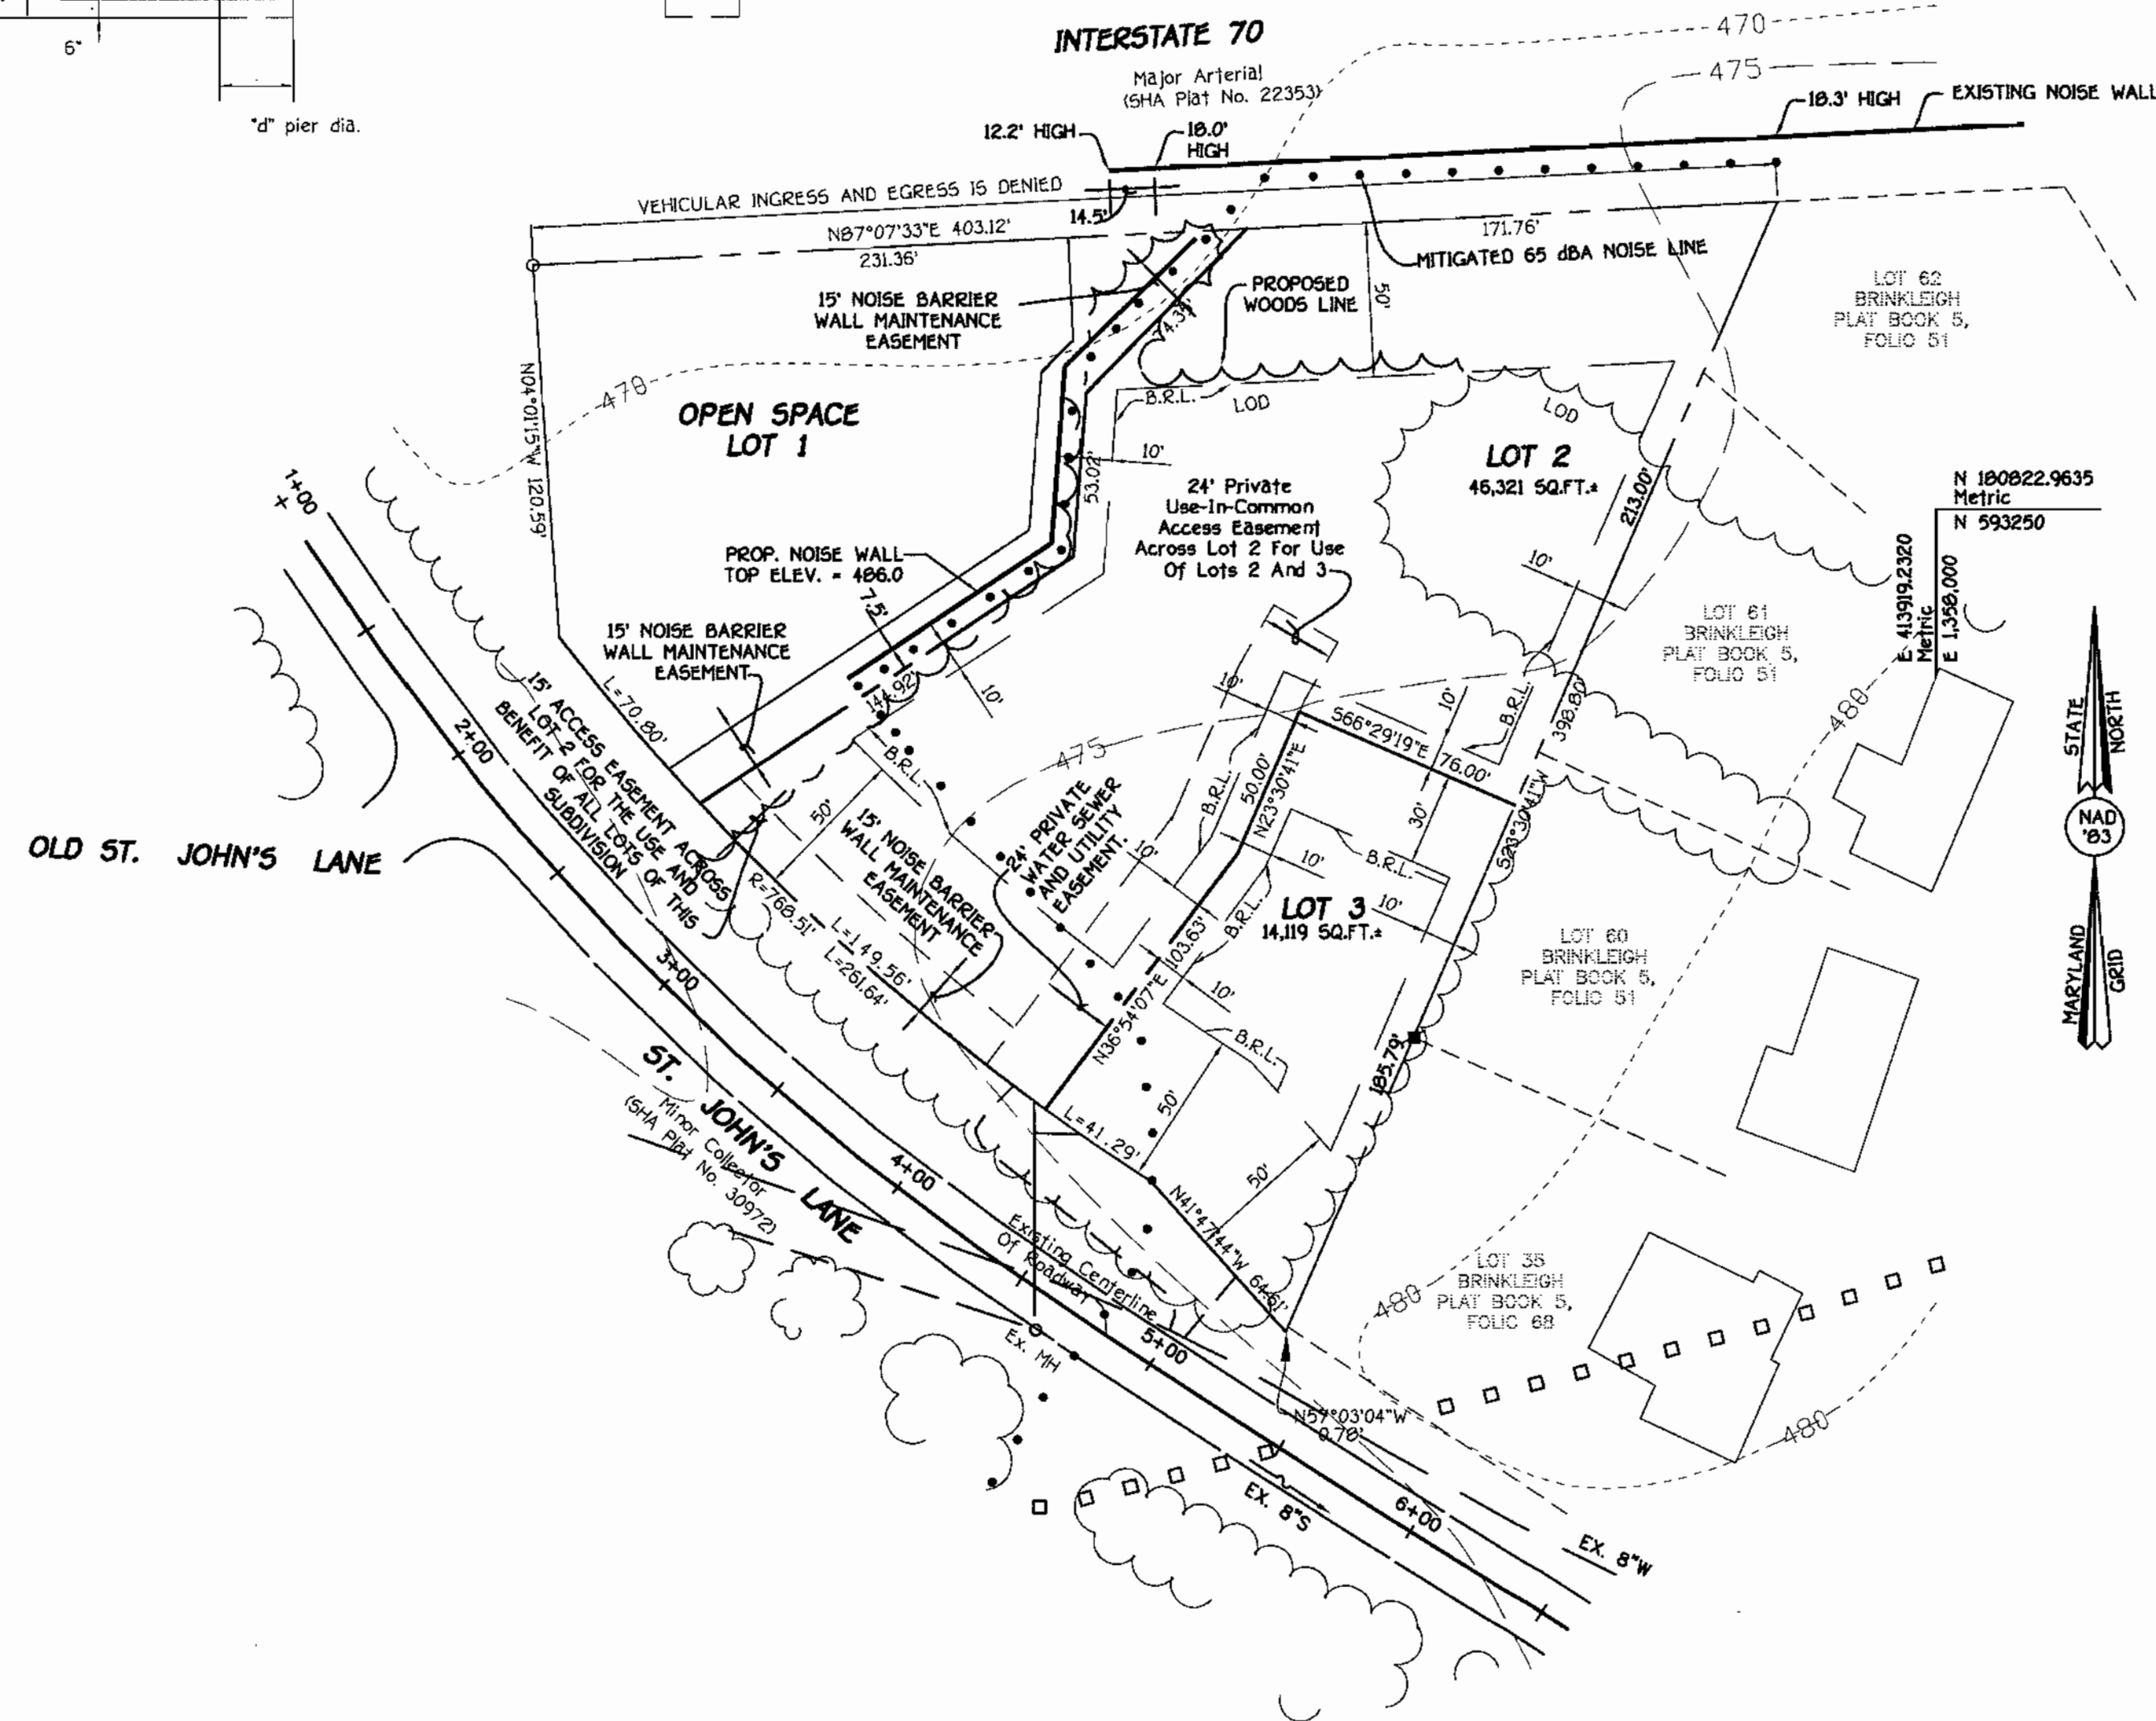 6"
"d" pier dia.
INTERSTATE 70
Major Arterial
(SHA Plat No. 22353)
470
475
18.3' HIGH
EXISTING NOISE WALL
12.2' HIGH
18.0'
HIGH
VEHICULAR INGRESS AND EGRESS IS DENIED
14.5'
N87°07'33"E 403.12'
231.36'
171.76'
MITIGATED 65 dBA NOISE LINE
15' NOISE BARRIER
WALL MAINTENANCE
EASEMENT
PROPOSED
WOODS LINE
50'
74.39'
LOT 62
BRINKLEIGH
PLAT BOOK 5,
FOLIO 51
N04°01'15"W 120.59'
470
OPEN SPACE
LOT 1
B.R.L.
LOD
LOD
10'
53.02'
LOT 2
46,321 SQ.FT.±
213.00'
24' Private
Use-In-Common
Access Easement
Across Lot 2 For Use
Of Lots 2 And 3
N 180822.9635
Metric
N 593250
E 413919.2320
Metric
E 1,358,000
1+00
PROP. NOISE WALL
TOP ELEV. = 486.0
7.5'
10'
15' NOISE BARRIER
WALL MAINTENANCE
EASEMENT
10'
LOT 61
BRINKLEIGH
PLAT BOOK 5,
FOLIO 51
480
STATE
NORTH
NAD
'83
MARYLAND
GRID
L=70.80'
15' ACCESS EASEMENT ACROSS
LOT 2 FOR THE USE AND
BENEFIT OF ALL LOTS OF THIS
SUBDIVISION
2+00
B.R.L.
475
10'
S66°29'19"E
76.00'
10'
B.R.L.
398.80'
50'
B.R.L.
50.00'
N23°30'41"E
30'
S23°30'41"W
OLD ST. JOHN'S LANE
15' NOISE BARRIER
WALL MAINTENANCE
EASEMENT
24' PRIVATE
WATER SEWER
AND UTILITY
EASEMENT.
10'
10'
B.R.L.
B.R.L.
LOT 3
14,119 SQ.FT.±
10'
R=768.51'
L=149.56'
L=261.64'
103.63'
N36°54'07"E
10'
B.R.L.
LOT 60
BRINKLEIGH
PLAT BOOK 5,
FOLIO 51
3+00
185.79'
50'
L=41.29'
50'
ST. JOHN'S LANE
Minor Collector
(SHA Plat No. 30972)
4+00
N41°47'44"W 64.61'
Existing Centerline
Of Roadway
Ex. MH
5+00
LOT 35
BRINKLEIGH
PLAT BOOK 5,
FOLIO 68
480
480
N57°03'04"W
0.78'
EX. 8"S
6+00
EX. 8"W